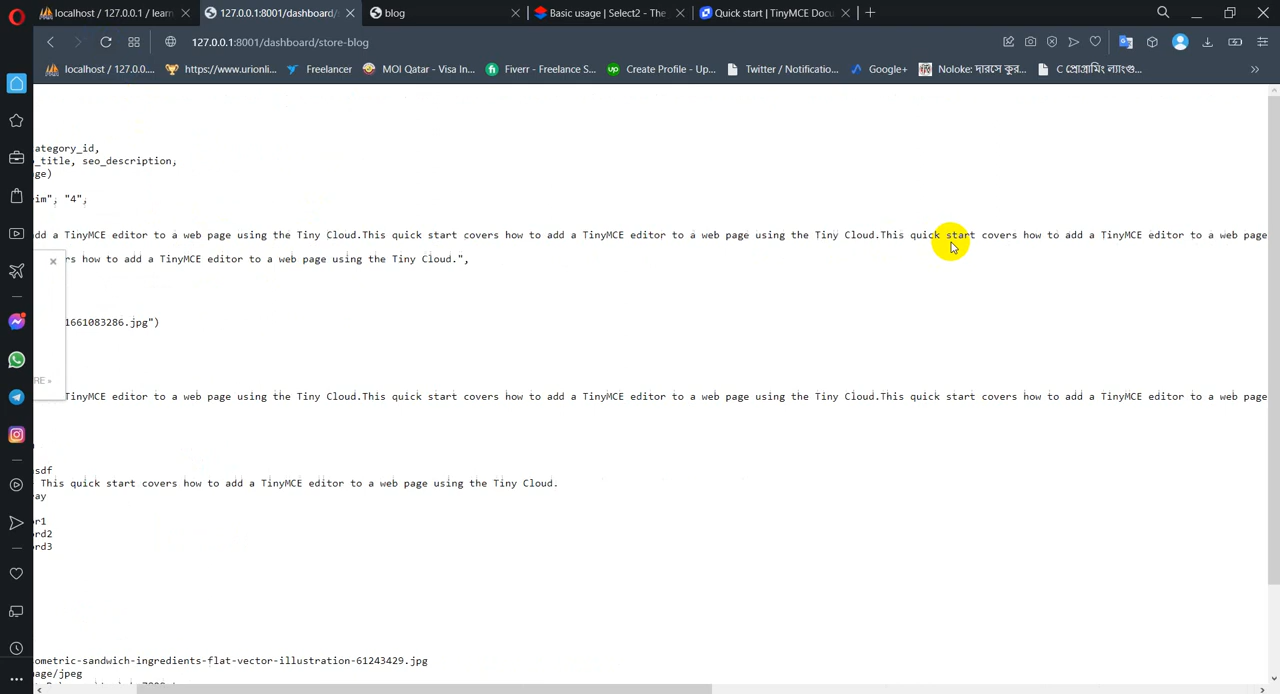 localhost / 127.0.0.1 / learn
127.0.0.1:8001/dashboard/
blog
Basic usage | Select2 - The
Quick start | TinyMCE Docu
127.0.0.1:8001/dashboard/store-blog
localhost / 127.0.0....
https://www.urionli...
Freelancer
MOI Qatar - Visa In...
Fiverr - Freelance S...
Create Profile - Up...
Twitter / Notificatio...
Google+
Noloke: দারসে কুর...
C প্রোগ্রামিং ল্যাংগু...
ategory_id,
_title, seo_description,
ge)
im", "4",
add a TinyMCE editor to a web page using the Tiny Cloud.This quick start covers how to add a TinyMCE editor to a web page using the Tiny Cloud.This quick start covers how to add a TinyMCE editor to a web page
rs how to add a TinyMCE editor to a web page using the Tiny Cloud.",
1661083286.jpg")
RE »
TinyMCE editor to a web page using the Tiny Cloud.This quick start covers how to add a TinyMCE editor to a web page using the Tiny Cloud.This quick start covers how to add a TinyMCE editor to a web page
sdf
This quick start covers how to add a TinyMCE editor to a web page using the Tiny Cloud.
ay
or1
rd2
rd3
ometric-sandwich-ingredients-flat-vector-illustration-61243429.jpg
age/jpeg